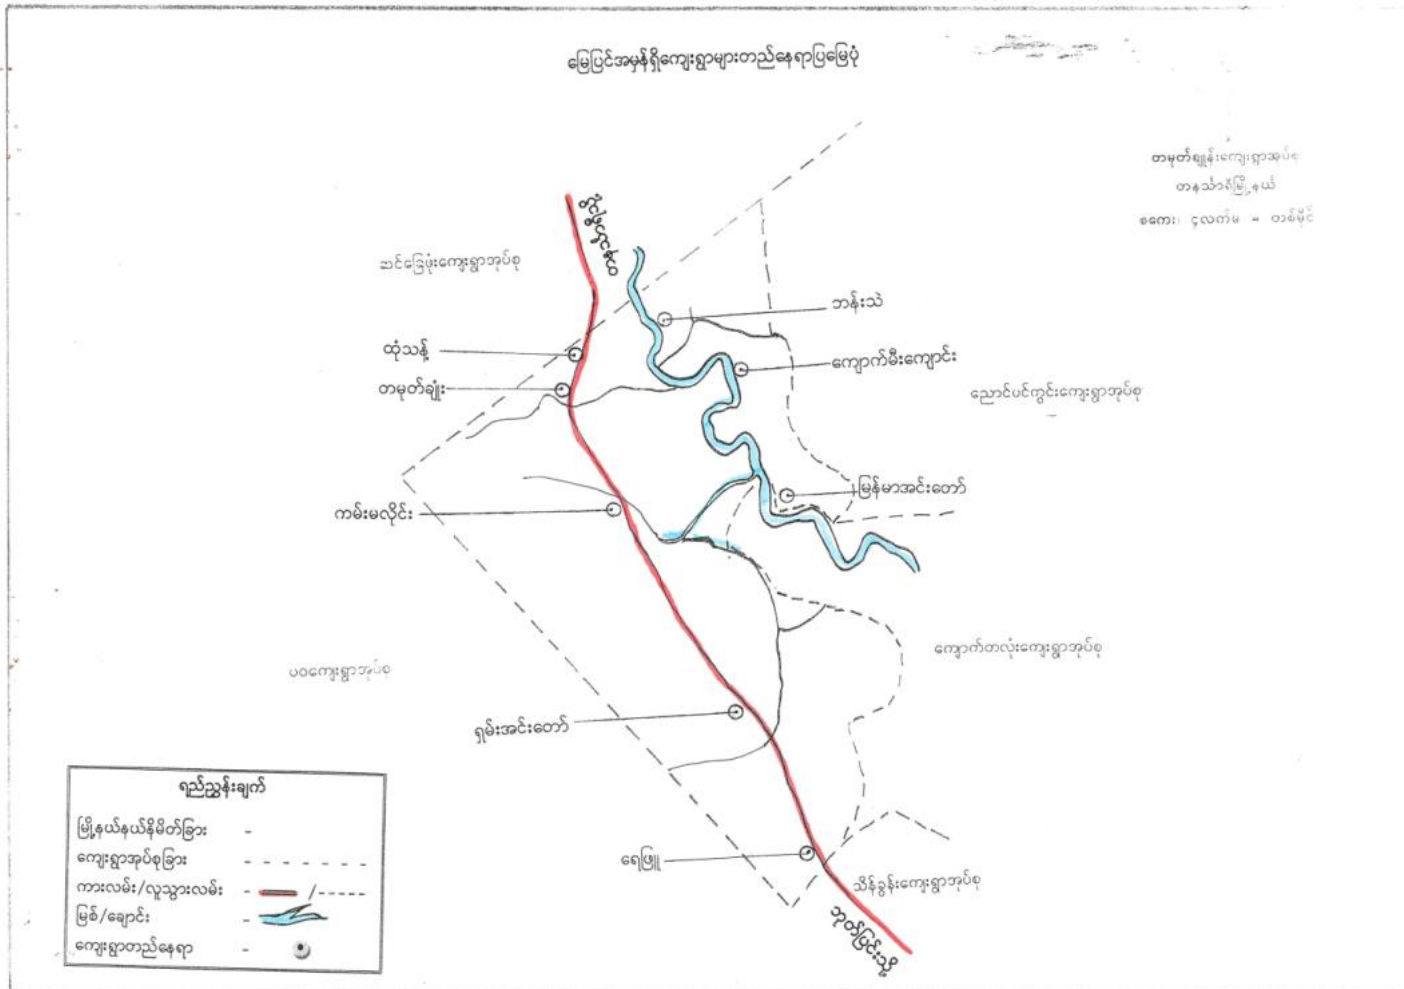 မြေပြင်အမှန်ရှိကျေးရွာများတည်နေရာပြမြေပုံ
တမုတ်ချုန်းကျေးရွာအုပ်စု
တနင်္သာရီမြို့နယ်
စကေး၊ ၄လက်မ = တစ်မိုင်
ဆင်ခြေဖုံးကျေးရွာအုပ်စု
ဘန်းသဲ
ထုံသန့်
ကျောက်မီးကျောင်း
တမုတ်ချုံး
ညောင်ပင်ကွင်းကျေးရွာအုပ်စု
မြန်မာအင်းတော်
ကမ်းမလိုင်း
ကျောက်တလုံးကျေးရွာအုပ်စု
ပဝကျေးရွာအုပ်စု
ရှမ်းအင်းတော်
ရေဖြူ
သိန်ခွန်းကျေးရွာအုပ်စု
ဘုတ်ပြင်းသို့
ရည်ညွှန်းချက်
မြို့နယ်နယ်နိမိတ်ခြား -
ကျေးရွာအုပ်စုခြား - - - - - - -
ကားလမ်း/လူသွားလမ်း - / -----
မြစ်/ချောင်း -
ကျေးရွာတည်နေရာ -